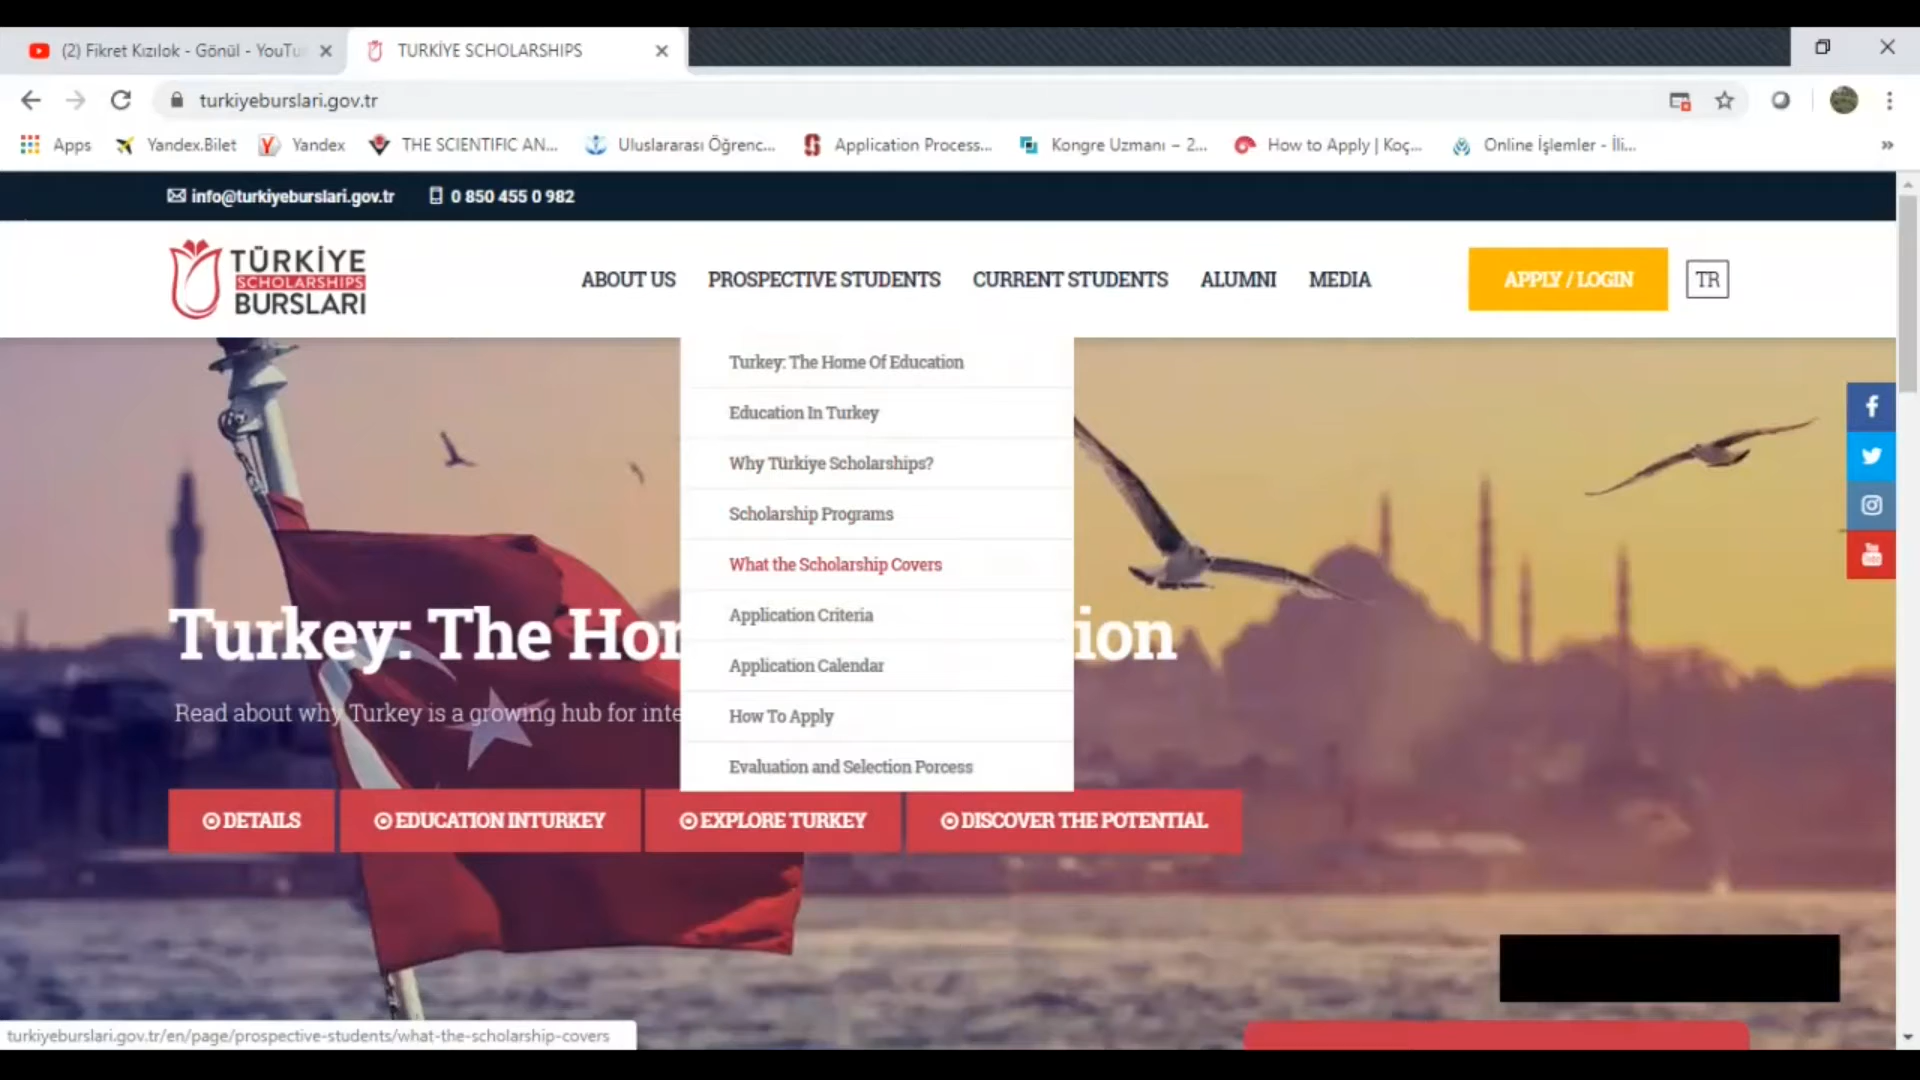 (2) Fikret Kızılok - Gönül - YouTu
TURKİYE SCHOLARSHIPS
turkiyeburslari.gov.tr
Apps
Yandex.Bilet
Yandex
THE SCIENTIFIC AN...
Uluslararası Öğrenc...
Application Process...
Kongre Uzmanı – 2...
How to Apply | Koç...
Online İşlemler - İli...
»
info@turkiyeburslari.gov.tr
0 850 455 0 982
TÜRKİYE
SCHOLARSHIPS
BURSLARI
ABOUT US
PROSPECTIVE STUDENTS
CURRENT STUDENTS
ALUMNI
MEDIA
APPLY / LOGIN
TR
Turkey: The Home Of Education
Education In Turkey
Why Türkiye Scholarships?
Scholarship Programs
What the Scholarship Covers
Application Criteria
Application Calendar
How To Apply
Evaluation and Selection Porcess
Turkey: The Hom ion
Read about why Turkey is a growing hub for inte
DETAILS
EDUCATION INTURKEY
EXPLORE TURKEY
DISCOVER THE POTENTIAL
turkiyeburslari.gov.tr/en/page/prospective-students/what-the-scholarship-covers